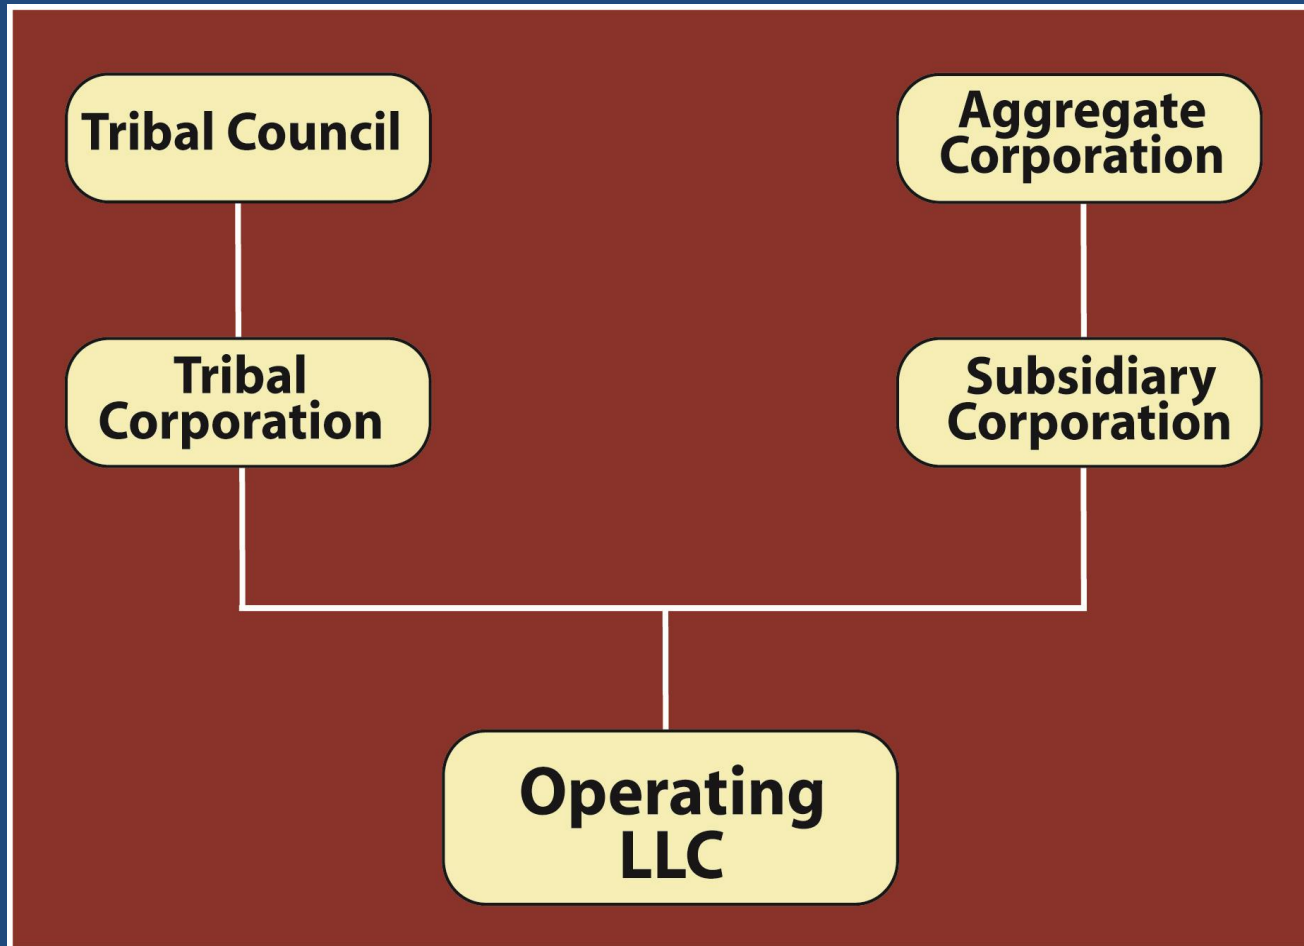 Tribal Council
Aggregate
Corporation
Tribal
Corporation
Subsidiary
Corporation
Operating
LLC